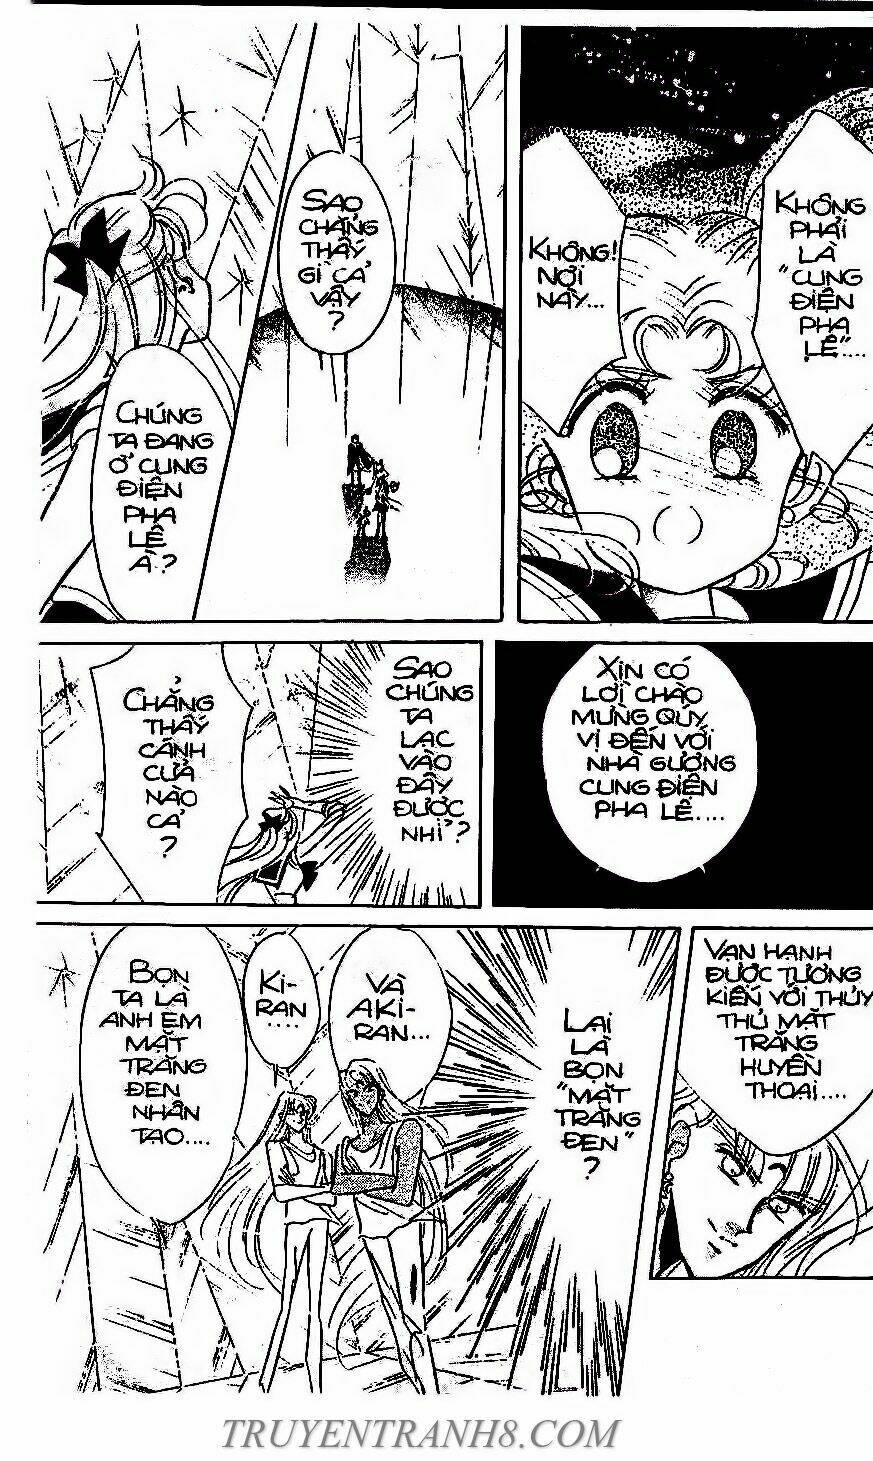 CHÚNG
TA ĐANG
Ở CUNG
ĐIỆN
PHA
LÊ
À?
SAO
CHẲNG
THẤY
GÌ CẢ
VẬY
?
KHÔNG!
NƠI
NÀY...
KHÔNG
PHẢI
LÀ
"CUNG
ĐIỆN
PHA
LÊ"....
CHẲNG
THẤY
CÁNH
CỬA
NÀO
CẢ
?
SAO
CHÚNG
TA
LẠC
VÀO
ĐÂY
ĐƯỢC
NHỈ?
XIN CÓ
LỜI CHÀO
MỪNG QUÝ
VỊ ĐẾN VỚI
NHÀ GƯƠNG
CUNG ĐIỆN
PHA LÊ....
BỌN
TA LÀ
ANH EM
MẶT
TRĂNG
ĐEN
NHÂN
TẠO....
KI-
RAN
....
VÀ
AKI-
RAN...
LẠI
LÀ
BỌN
"MẶT
TRĂNG
ĐEN"
?
VẠN HẠNH
ĐƯỢC TƯƠNG
KIẾN VỚI THỦY
THỦ MẶT
TRĂNG
HUYỀN
THOẠI....
TRUYENTRANH8.COM